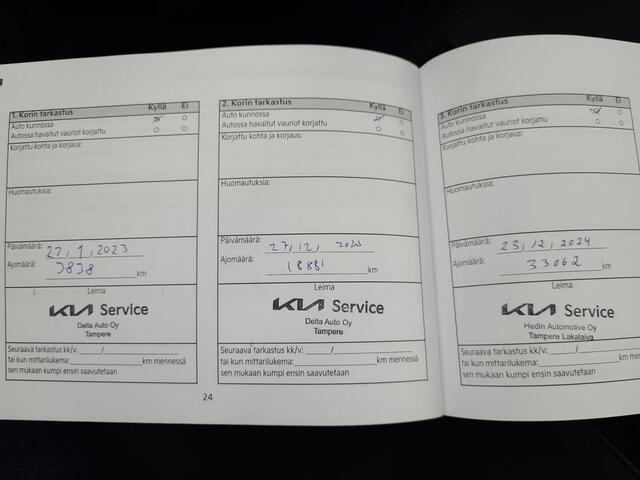 1. Korin tarkastus Kyllä Ei
Auto kunnossa
Autossa havaitut vauriot korjattu
Korjattu kohta ja korjaus:
Huomautuksia:
Päivämäärä: 27,1,2023
Ajomäärä: 9838 km
Leima
KIA Service
Delta Auto Oy
Tampere
Seuraava tarkastus kk/v: /
tai kun mittarilukema: km mennessä
sen mukaan kumpi ensin saavutetaan
24
2. Korin tarkastus Kyllä Ei
Auto kunnossa
Autossa havaitut vauriot korjattu
Korjattu kohta ja korjaus:
Huomautuksia:
Päivämäärä: 27,12, 2023
Ajomäärä: 18881 km
Leima
KIA Service
Delta Auto Oy
Tampere
Seuraava tarkastus kk/v: /
tai kun mittarilukema: km mennessä
sen mukaan kumpi ensin saavutetaan
3. Korin tarkastus Kyllä Ei
Auto kunnossa
Autossa havaitut vauriot korjattu
Korjattu kohta ja korjaus:
Huomautuksia:
Päivämäärä: 23,12,2024
Ajomäärä: 33062 km
Leima
KIA Service
Hedin Automotive Oy
Tampere Lakalaiva
Seuraava tarkastus kk/v: /
tai kun mittarilukema: km mennessä
sen mukaan kumpi ensin saavutetaan